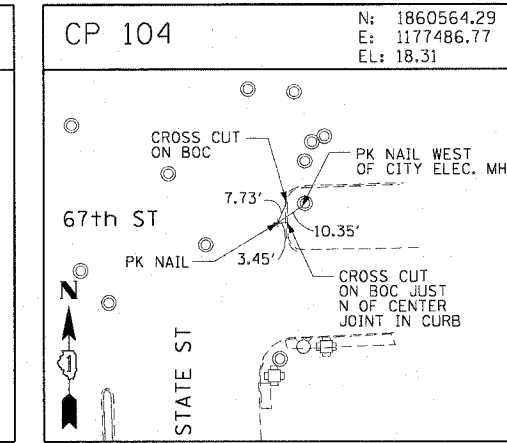 CP 104
N: 1860564.29
E: 1177486.77
EL: 18.31
CROSS CUT
ON BOC
PK NAIL WEST
OF CITY ELEC. MH
7.73'
67th ST
10.35'
PK NAIL
3.45'
CROSS CUT
ON BOC JUST
N OF CENTER
JOINT IN CURB
N
STATE ST